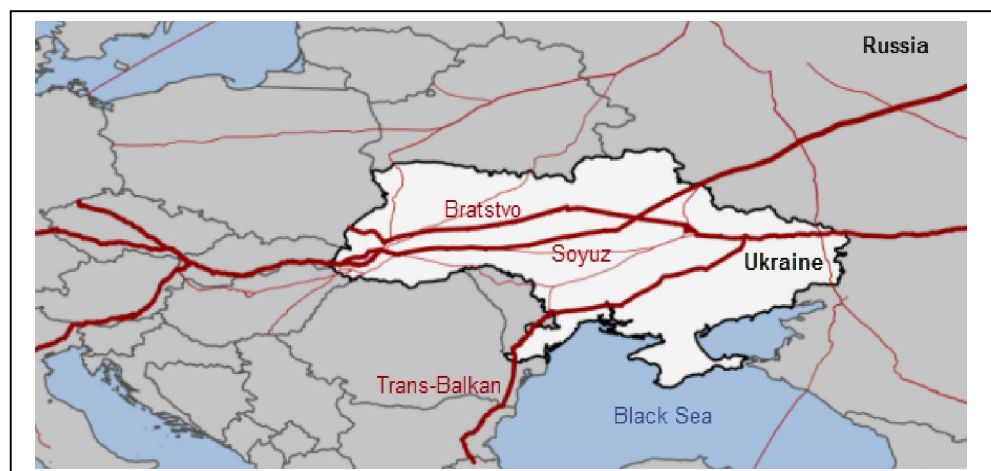 Russia
Bratstvo
Soyuz
Ukraine
Trans-Balkan
Black Sea